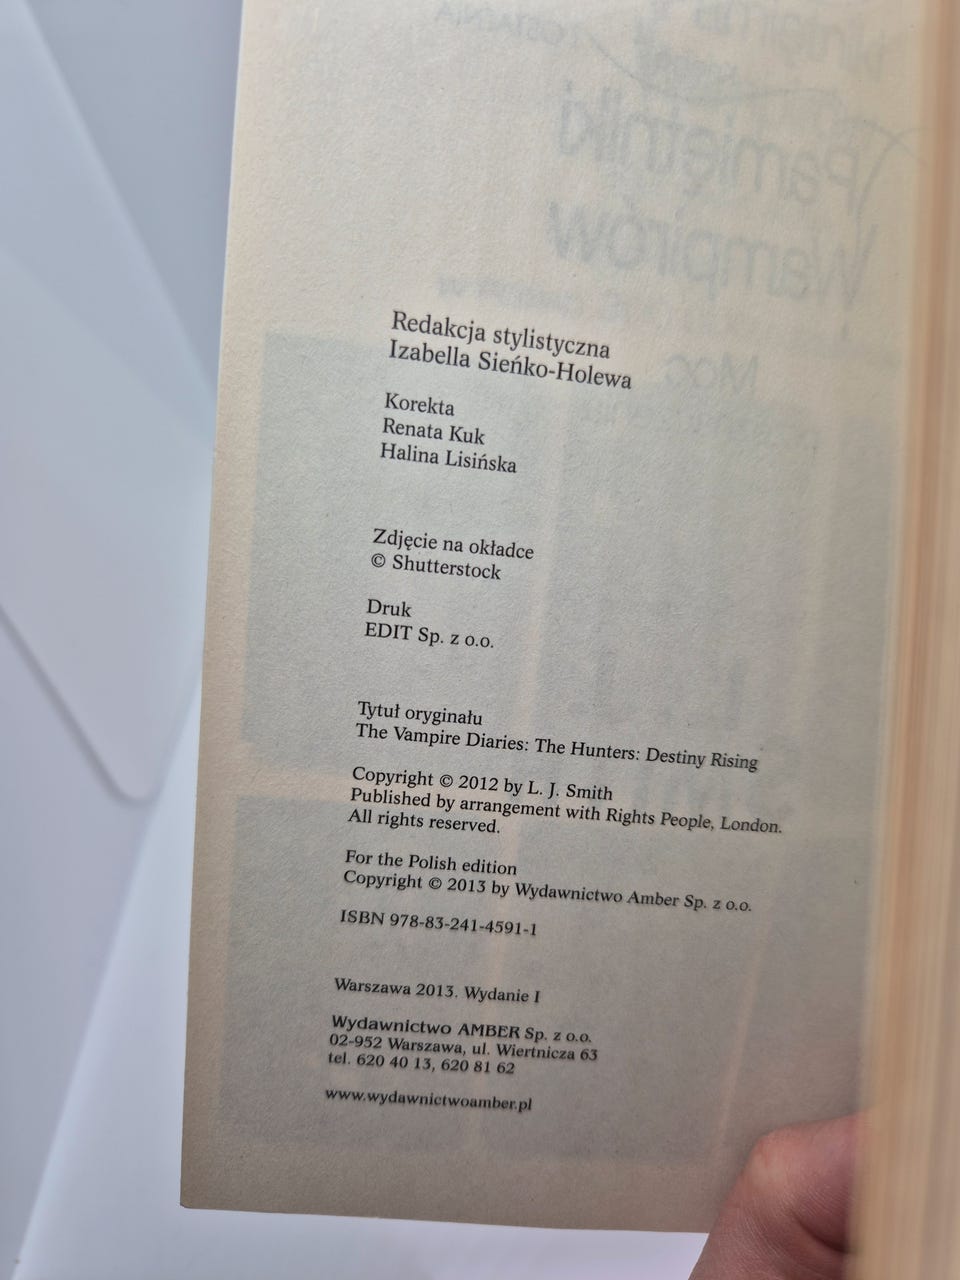 Redakcja stylistyczna
Izabella Sieńko-Holewa
Korekta
Renata Kuk
Halina Lisińska
Zdjęcie na okładce
© Shutterstock
Druk
EDIT Sp. z o.o.
Tytuł oryginału
The Vampire Diaries: The Hunters: Destiny Rising
Copyright © 2012 by L. J. Smith
Published by arrangement with Rights People, London.
All rights reserved.
For the Polish edition
Copyright © 2013 by Wydawnictwo Amber Sp. z o.o.
ISBN 978-83-241-4591-1
Warszawa 2013. Wydanie I
Wydawnictwo AMBER Sp. z o.o.
02-952 Warszawa, ul. Wiertnicza 63
tel. 620 40 13, 620 81 62
www.wydawnictwoamber.pl
Pamiętniki
Wampirów